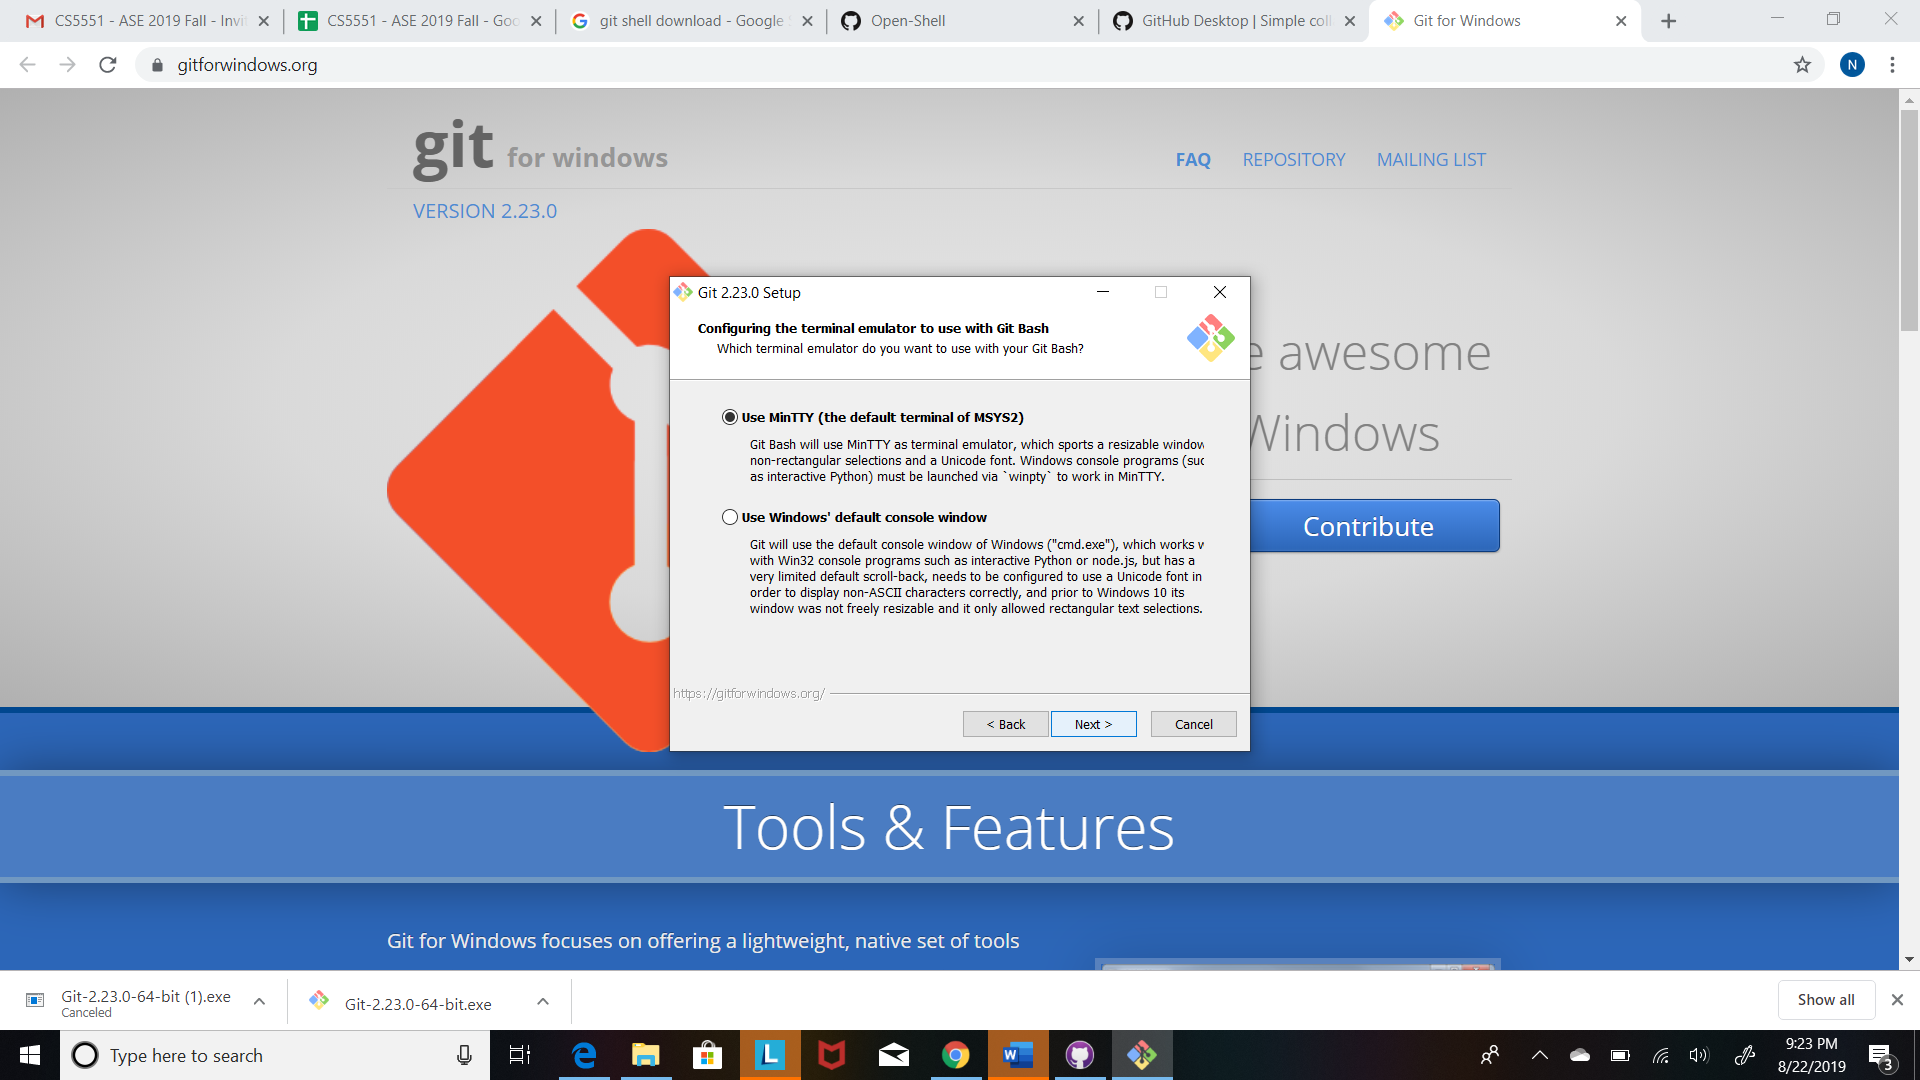 CS5551 - ASE 2019 Fall - Invi
CS5551 - ASE 2019 Fall - Goo
git shell download - Google S
Open-Shell
GitHub Desktop | Simple coll
Git for Windows
gitforwindows.org
N
git for windows
FAQ
REPOSITORY
MAILING LIST
VERSION 2.23.0
awesome
Windows
Contribute
Git 2.23.0 Setup
Configuring the terminal emulator to use with Git Bash
Which terminal emulator do you want to use with your Git Bash?
Use MinTTY (the default terminal of MSYS2)
Git Bash will use MinTTY as terminal emulator, which sports a resizable window
non-rectangular selections and a Unicode font. Windows console programs (suc
as interactive Python) must be launched via `winpty` to work in MinTTY.
Use Windows' default console window
Git will use the default console window of Windows ("cmd.exe"), which works w
with Win32 console programs such as interactive Python or node.js, but has a
very limited default scroll-back, needs to be configured to use a Unicode font in
order to display non-ASCII characters correctly, and prior to Windows 10 its
window was not freely resizable and it only allowed rectangular text selections.
https://gitforwindows.org/
< Back
Next >
Cancel
Tools & Features
Git for Windows focuses on offering a lightweight, native set of tools
Git-2.23.0-64-bit (1).exe
Canceled
Git-2.23.0-64-bit.exe
Show all
Type here to search
9:23 PM
8/22/2019
3